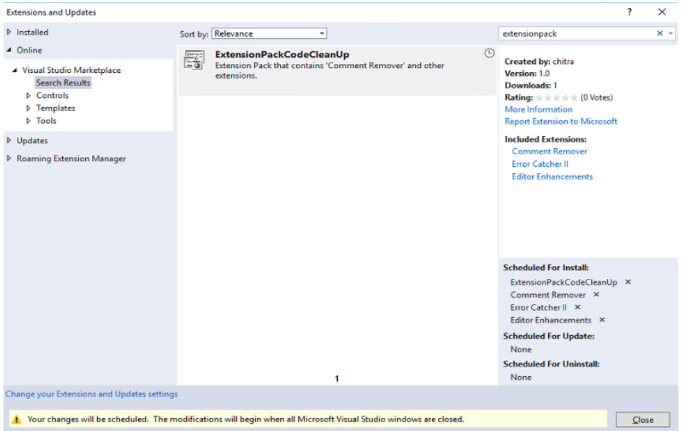 Extensions and Updates
? ×
Installed
Online
Visual Studio Marketplace
Search Results
Controls
Templates
Tools
Updates
Roaming Extension Manager
Sort by: Relevance
ExtensionPackCodeCleanUp
Extension Pack that contains 'Comment Remover' and other
extensions.
1
extensionpack
Created by: chitra
Version: 1.0
Downloads: 1
Rating: (0 Votes)
More Information
Report Extension to Microsoft
Included Extensions:
Comment Remover
Error Catcher II
Editor Enhancements
Scheduled For Install:
ExtensionPackCodeCleanUp ×
Comment Remover ×
Error Catcher II ×
Editor Enhancements ×
Scheduled For Update:
None
Scheduled For Uninstall:
None
Change your Extensions and Updates settings
Your changes will be scheduled. The modifications will begin when all Microsoft Visual Studio windows are closed.
Close